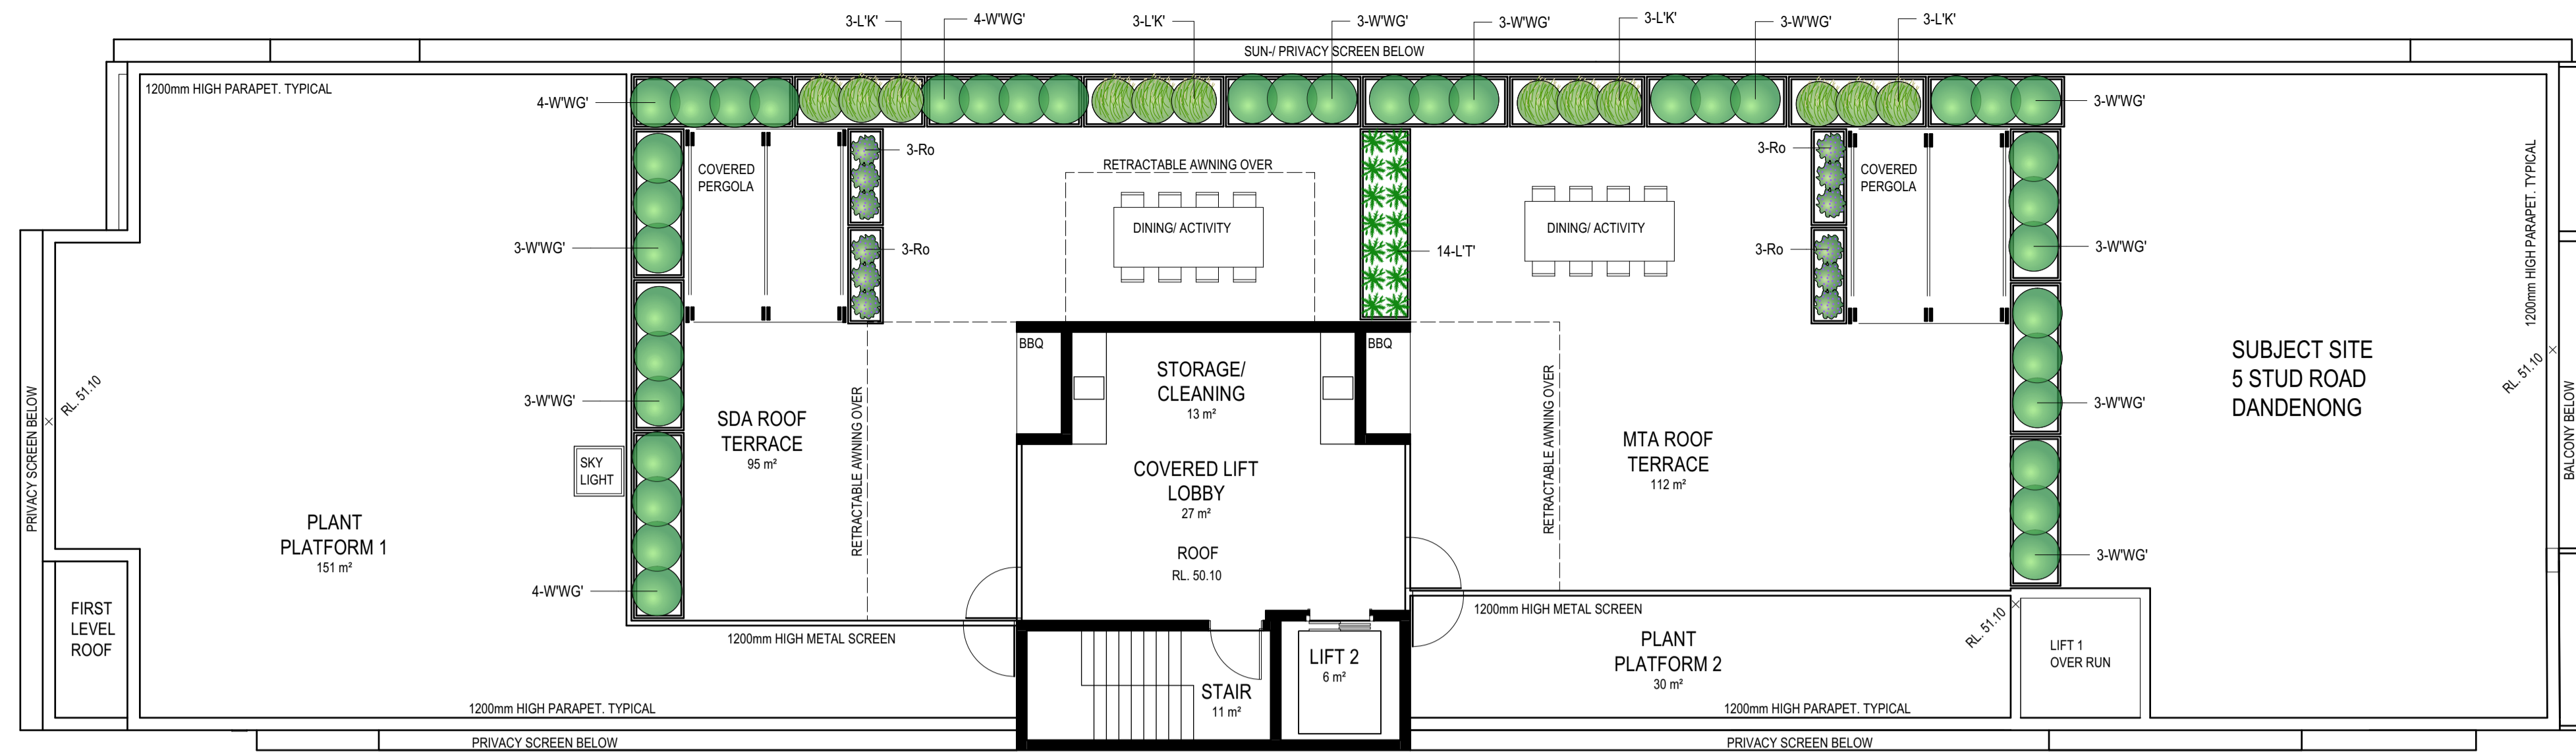 3-L'K'
4-W'WG'
3-L'K'
3-W'WG'
3-W'WG'
3-L'K'
3-W'WG'
3-L'K'
SUN-/ PRIVACY SCREEN BELOW
1200mm HIGH PARAPET. TYPICAL
4-W'WG'
3-W'WG'
3-Ro
3-Ro
COVERED
PERGOLA
RETRACTABLE AWNING OVER
COVERED
PERGOLA
1200mm HIGH PARAPET. TYPICAL
DINING/ ACTIVITY
DINING/ ACTIVITY
3-W'WG'
3-Ro
14-L'T'
3-Ro
3-W'WG'
BBQ
BBQ
STORAGE/
CLEANING
13 m²
SUBJECT SITE
5 STUD ROAD
DANDENONG
RL. 51.10
RL. 51.10
PRIVACY SCREEN BELOW
BALCONY BELOW
3-W'WG'
3-W'WG'
SDA ROOF
TERRACE
95 m²
RETRACTABLE AWNING OVER
RETRACTABLE AWNING OVER
MTA ROOF
TERRACE
112 m²
SKY
LIGHT
COVERED LIFT
LOBBY
27 m²
PLANT
PLATFORM 1
151 m²
ROOF
RL. 50.10
3-W'WG'
4-W'WG'
FIRST
LEVEL
ROOF
1200mm HIGH METAL SCREEN
1200mm HIGH METAL SCREEN
RL. 51.10
PLANT
PLATFORM 2
30 m²
LIFT 1
OVER RUN
LIFT 2
6 m²
STAIR
11 m²
1200mm HIGH PARAPET. TYPICAL
1200mm HIGH PARAPET. TYPICAL
PRIVACY SCREEN BELOW
PRIVACY SCREEN BELOW